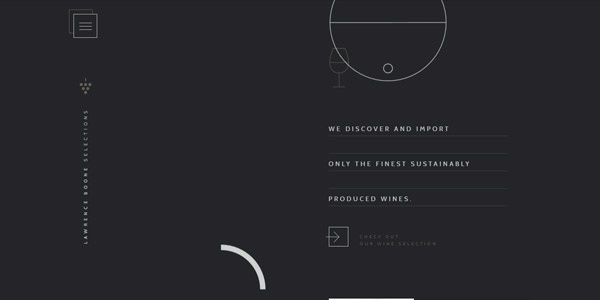 LAWRENCE BOONE SELECTIONS
WE DISCOVER AND IMPORT
ONLY THE FINEST SUSTAINABLY
PRODUCED WINES.
CHECK OUT
OUR WINE SELECTION